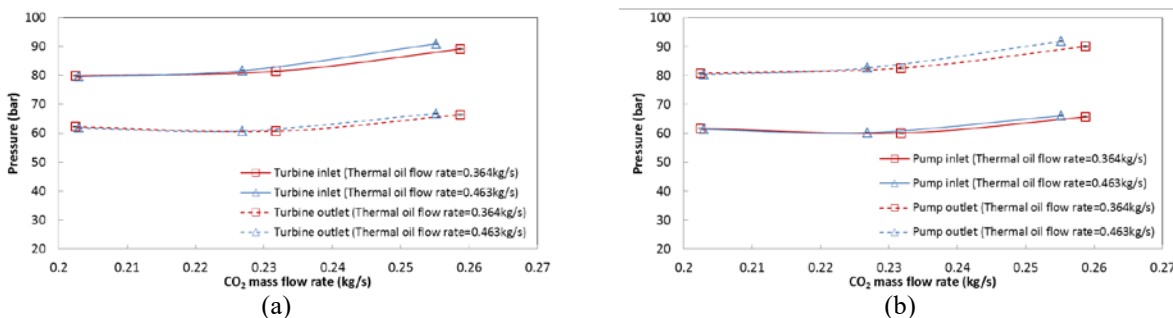 100
90
80
70
60
50
40
30
20
Pressure (bar)
Turbine inlet (Thermal oil flow rate=0.364kg/s)
Turbine inlet (Thermal oil flow rate=0.463kg/s)
Turbine outlet (Thermal oil flow rate=0.364kg/s)
Turbine outlet (Thermal oil flow rate=0.463kg/s)
0.2 0.21 0.22 0.23 0.24 0.25 0.26 0.27
CO₂ mass flow rate (kg/s)
(a)
100
90
80
70
60
50
40
30
20
Pressure (bar)
Pump inlet (Thermal oil flow rate=0.364kg/s)
Pump inlet (Thermal oil flow rate=0.463kg/s)
Pump outlet (Thermal oil flow rate=0.364kg/s)
Pump outlet (Thermal oil flow rate=0.463kg/s)
0.2 0.21 0.22 0.23 0.24 0.25 0.26 0.27
CO₂ mass flow rate (kg/s)
(b)